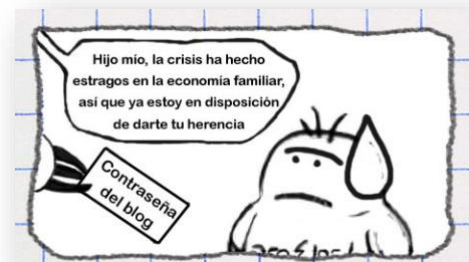 Hijo mío, la crisis ha hecho
estragos en la economía familiar,
así que ya estoy en disposición
de darte tu herencia
Contraseña
del blog